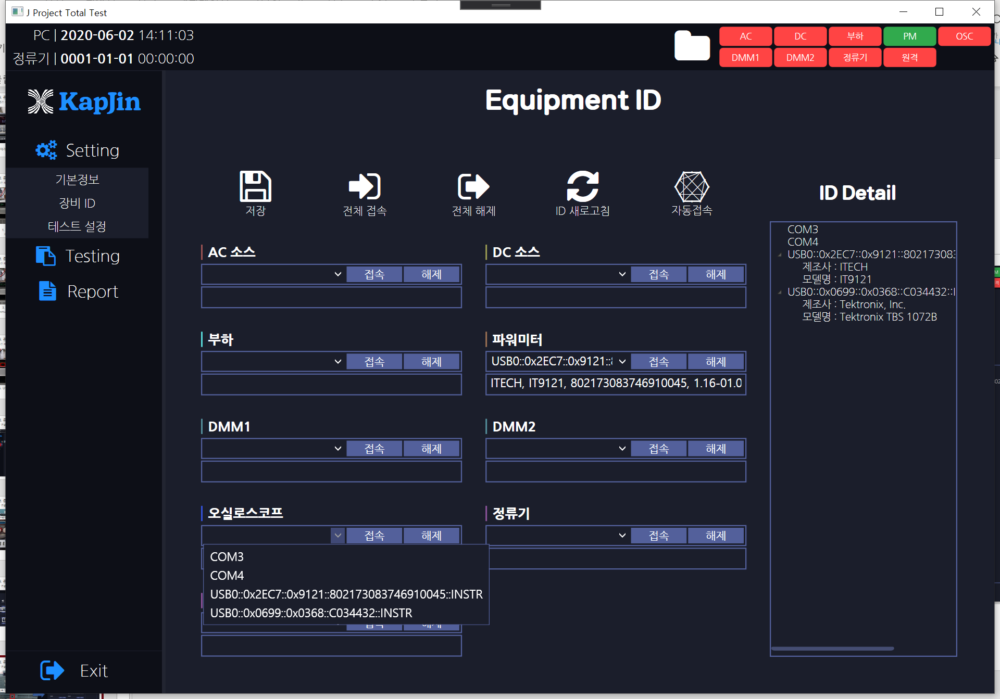 J Project Total Test
PC | 2020-06-02 14:11:03
정류기 | 0001-01-01 00:00:00
AC
DC
부하
PM
OSC
DMM1
DMM2
정류기
원격
KapJin
Setting
기본정보
장비 ID
테스트 설정
Testing
Report
Exit
Equipment ID
저장
전체 접속
전체 해제
ID 새로고침
자동접속
AC 소스
접속
해제
DC 소스
접속
해제
부하
접속
해제
파워미터
USB0::0x2EC7::0x9121::
접속
해제
ITECH, IT9121, 802173083746910045, 1.16-01.0
DMM1
접속
해제
DMM2
접속
해제
오실로스코프
접속
해제
COM3
COM4
USB0::0x2EC7::0x9121::802173083746910045::INSTR
USB0::0x0699::0x0368::C034432::INSTR
접속
해제
정류기
접속
해제
ID Detail
COM3
COM4
USB0::0x2EC7::0x9121::80217308
제조사 : ITECH
모델명 : IT9121
USB0::0x0699::0x0368::C034432::
제조사 : Tektronix, Inc.
모델명 : Tektronix TBS 1072B